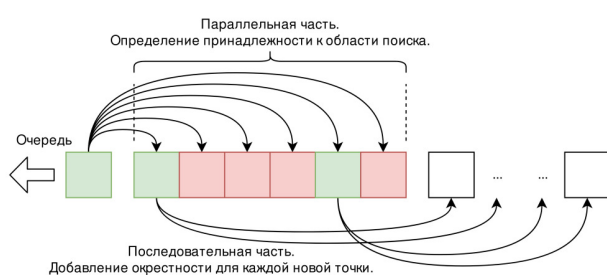 Параллельная часть.
Определение принадлежности к области поиска.
Очередь
...
...
Последовательная часть.
Добавление окрестности для каждой новой точки.